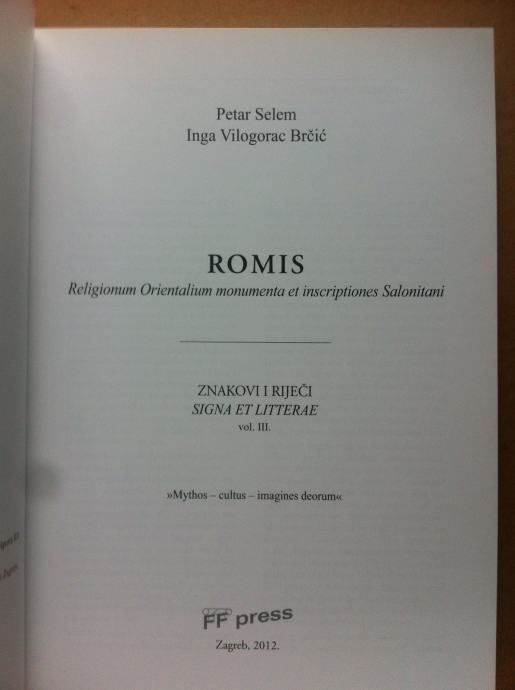 Petar Selem
Inga Vilogorac Brčić
ROMIS
Religionum Orientalium monumenta et inscriptiones Salonitani
ZNAKOVI I RIJEČI
SIGNA ET LITTERAE
vol. III.
»Mythos – cultus – imagines deorum«
FF press
Zagreb, 2012.